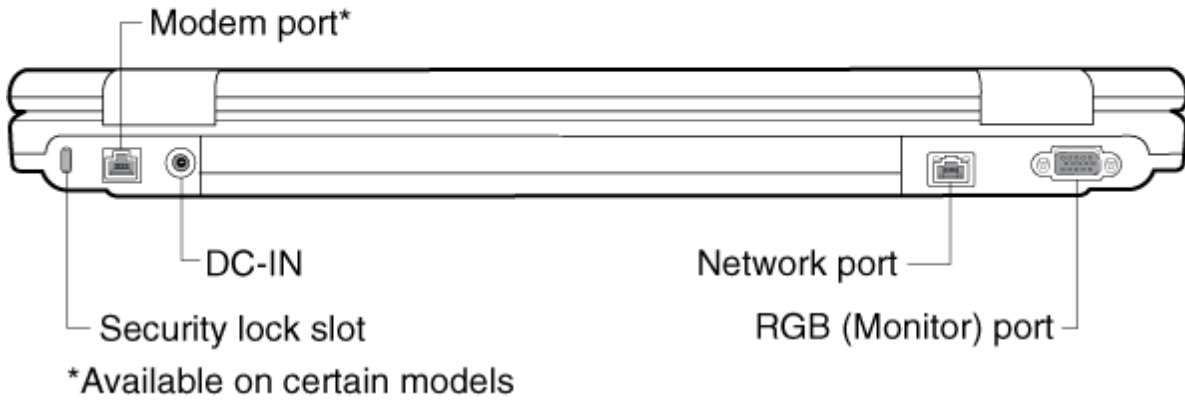 Modem port*
DC-IN
Network port
Security lock slot
RGB (Monitor) port
*Available on certain models